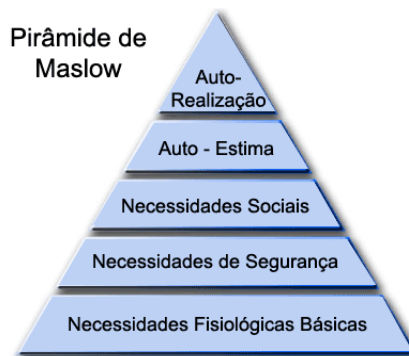 Pirâmide de
Maslow
Auto-
Realização
Auto - Estima
Necessidades Sociais
Necessidades de Segurança
Necessidades Fisiológicas Básicas